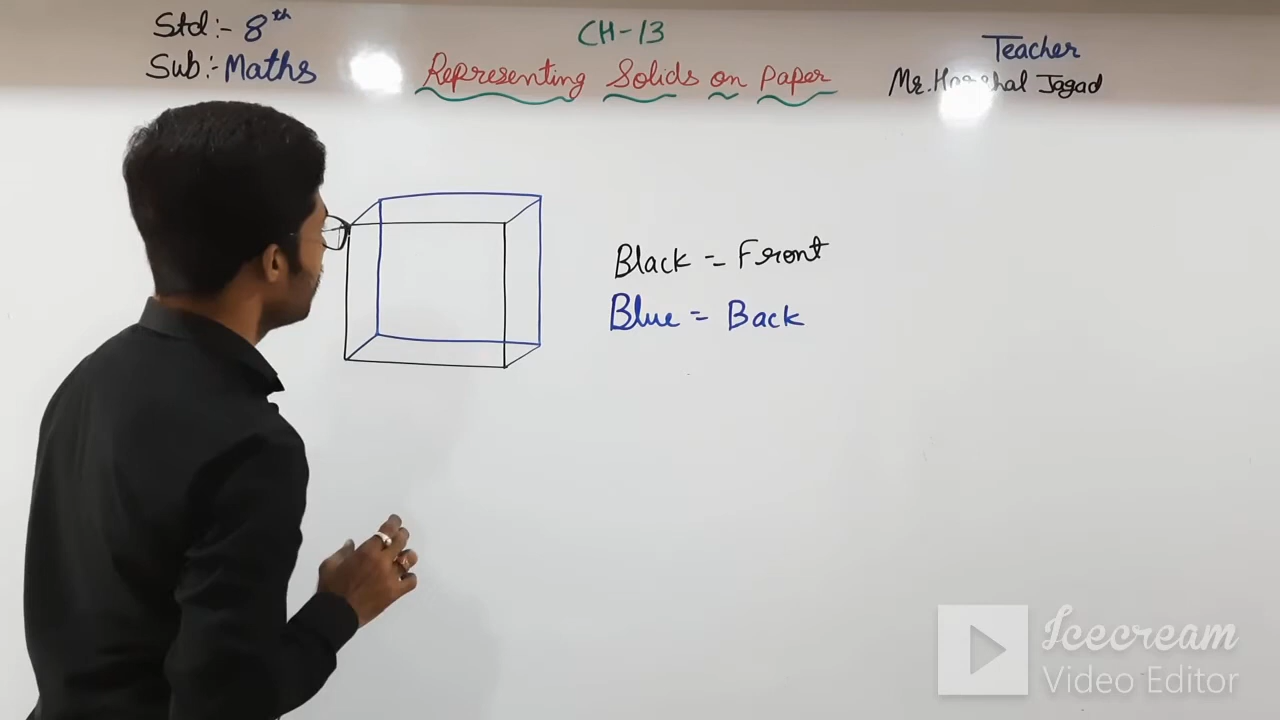 Std:- 8th
Sub:- Maths
CH-13
Representing Solids on Paper
Teacher
Mr. Jagad
Black = Front
Blue = Back
Icecream
Video Editor